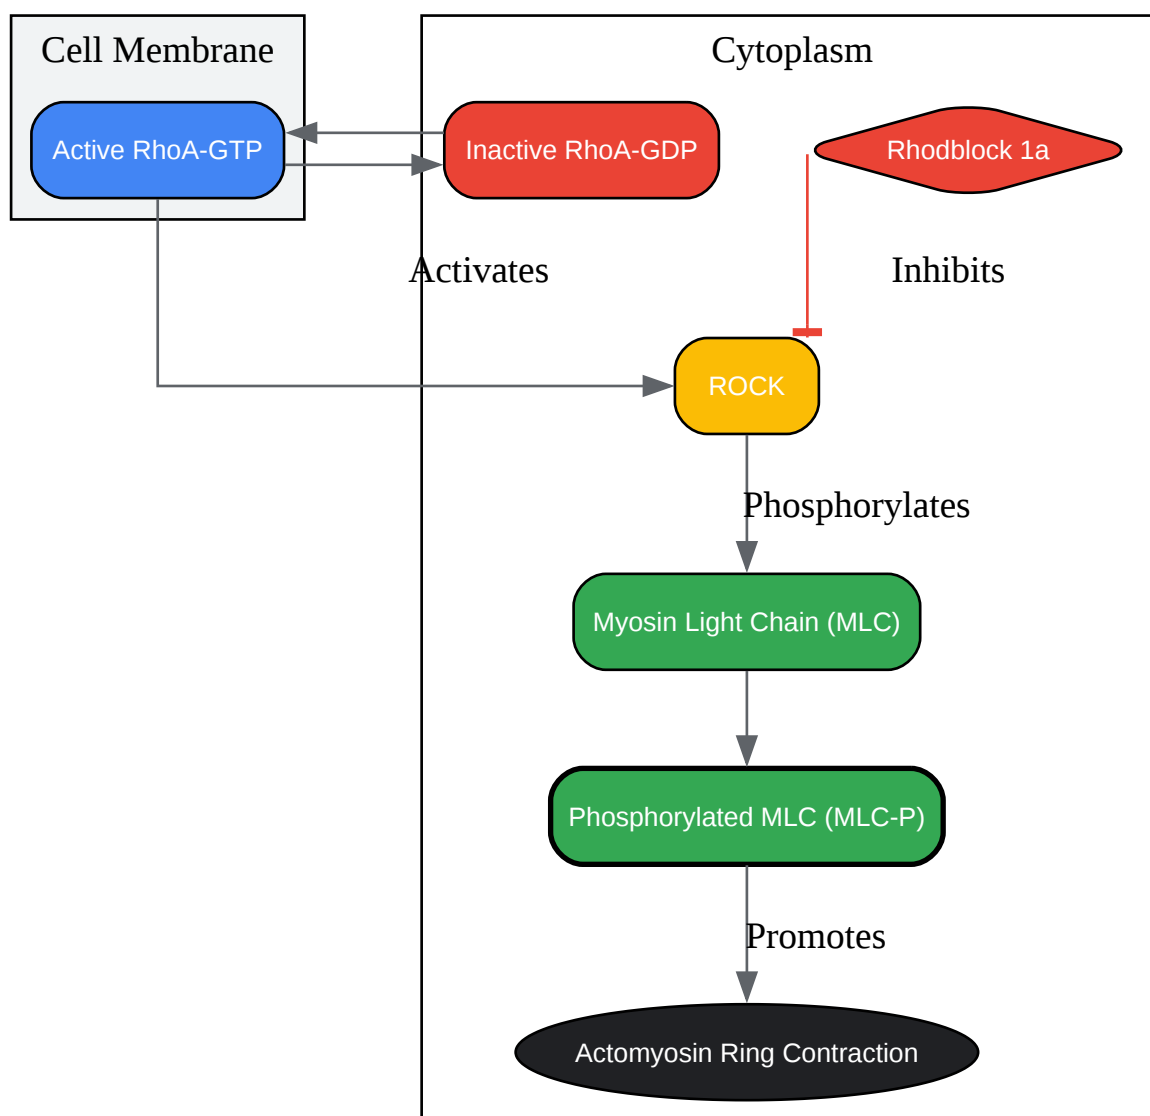 Cell Membrane
Cytoplasm
Active RhoA-GTP
Inactive RhoA-GDP
Rhodblock 1a
Activates
Inhibits
ROCK
Phosphorylates
Myosin Light Chain (MLC)
Phosphorylated MLC (MLC-P)
Promotes
Actomyosin Ring Contraction